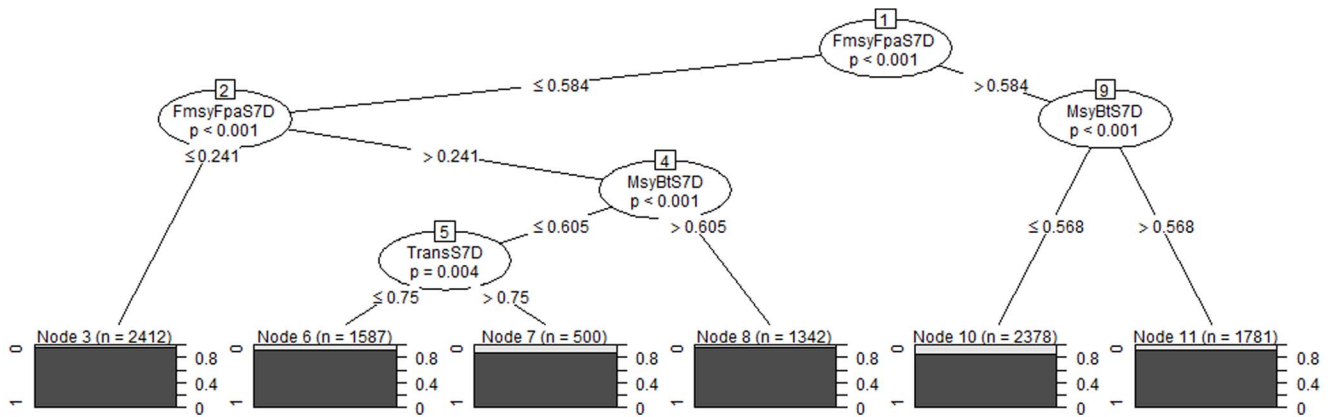 1
FmsyFpaS7D
p < 0.001
≤ 0.584
> 0.584
2
FmsyFpaS7D
p < 0.001
9
MsyBtS7D
p < 0.001
≤0.241
> 0.241
4
MsyBtS7D
p < 0.001
≤ 0.605
> 0.605
≤ 0.568
> 0.568
5
TransS7D
p = 0.004
≤ 0.75
> 0.75
Node 3 (n = 2412)
0
1
0.8
0.4
0
Node 6 (n = 1587)
0
1
0.8
0.4
0
Node 7 (n = 500)
0
1
0.8
0.4
0
Node 8 (n = 1342)
0
1
0.8
0.4
0
Node 10 (n = 2378)
0
1
0.8
0.4
0
Node 11 (n = 1781)
0
1
0.8
0.4
0